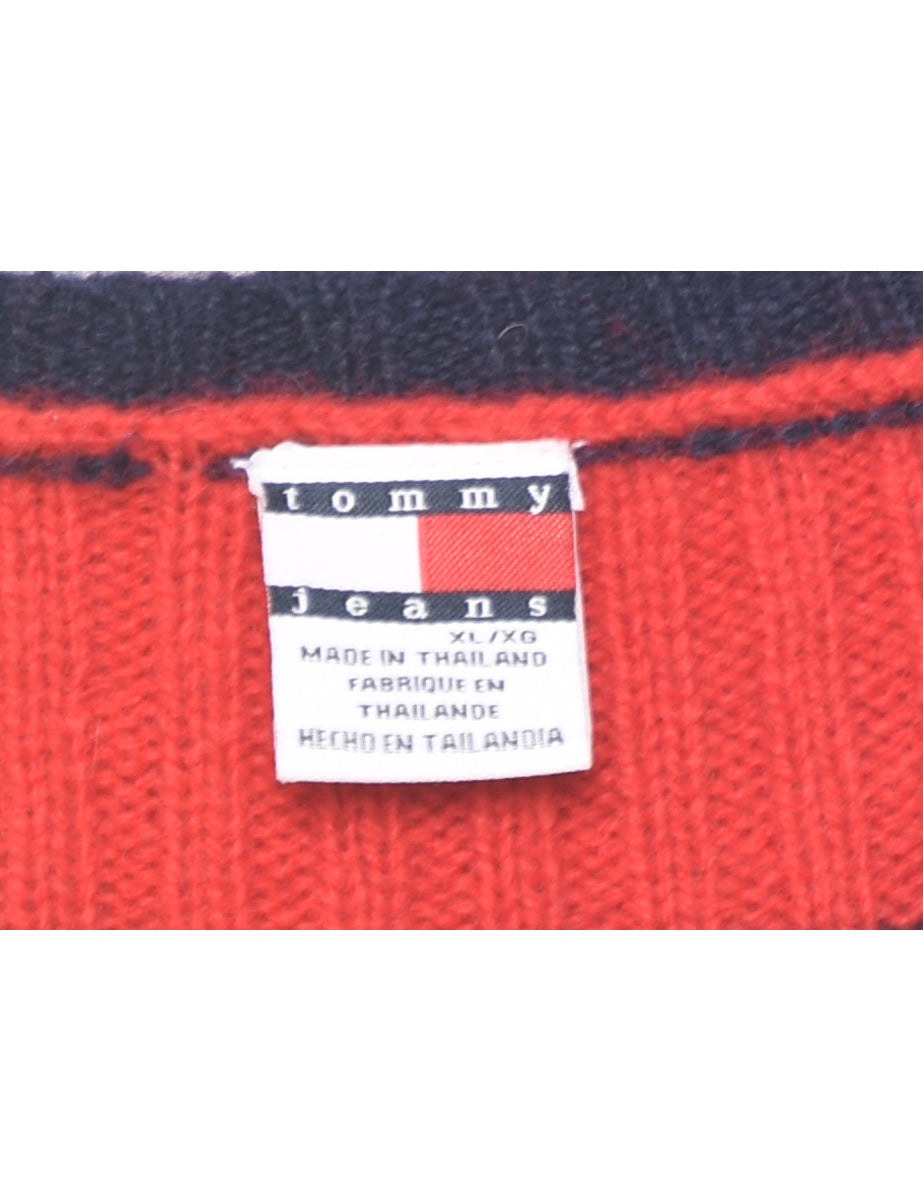 tommy
jeans
XL/XG
MADE IN THAILAND
FABRIQUE EN
THAILANDE
HECHO EN TAILANDIA